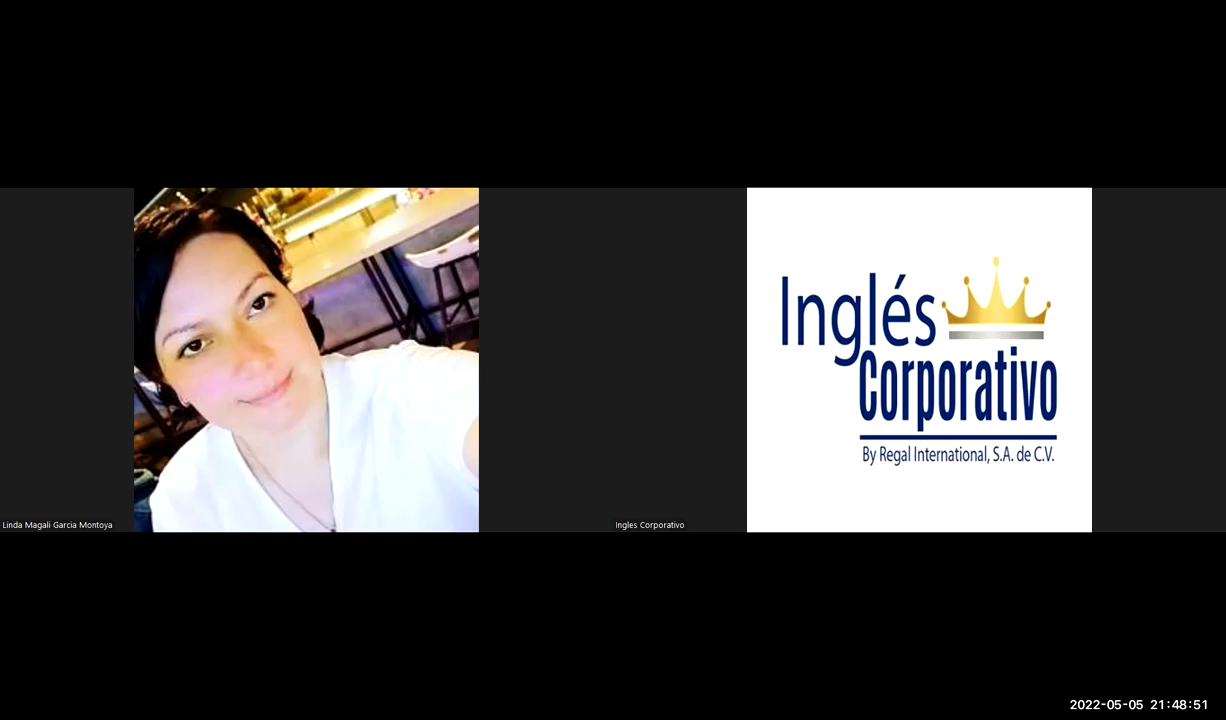 Inglés
Corporativo
By Regal International, S.A. de C.V.
Linda Magali Garcia Montoya
Ingles Corporativo
2022-05-05 21:48:51